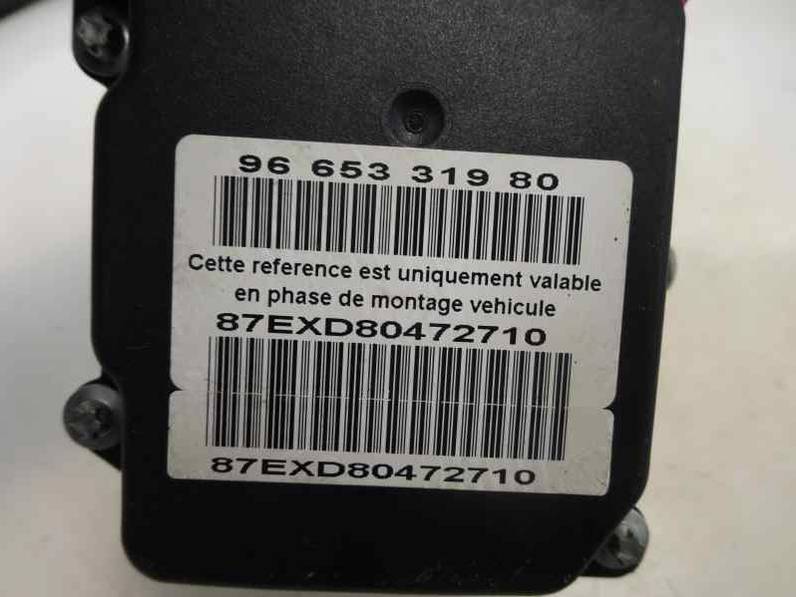 96 653 319 80
Cette reference est uniquement valable
en phase de montage vehicule
87EXD80472710
87EXD80472710